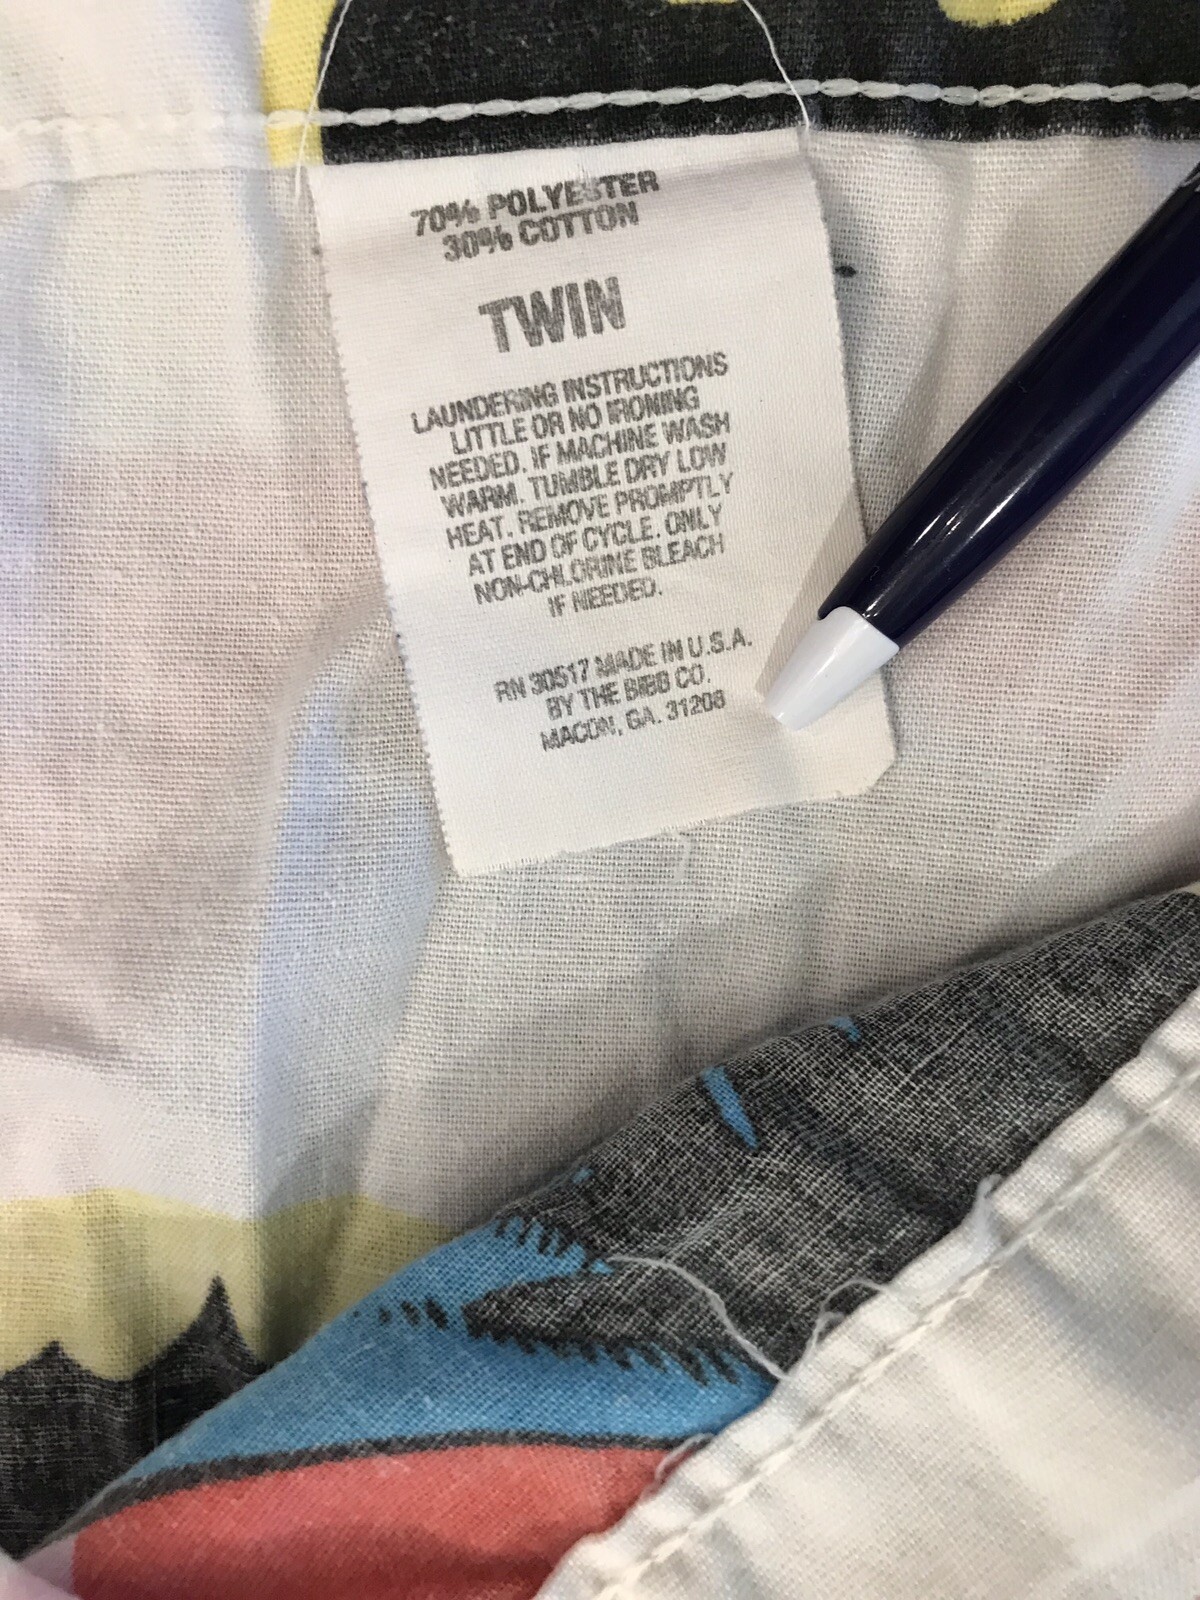 70% POLYESTER
30% COTTON
TWIN
LAUNDERING INSTRUCTIONS
LITTLE OR NO IRONING
NEEDED. IF MACHINE WASH
WARM. TUMBLE DRY LOW
HEAT. REMOVE PROMPTLY
AT END OF CYCLE. ONLY
NON-CHLORINE BLEACH
IF NEEDED.
RN 30517 MADE IN U.S.A.
BY THE BIBB CO.
MACON, GA. 31208